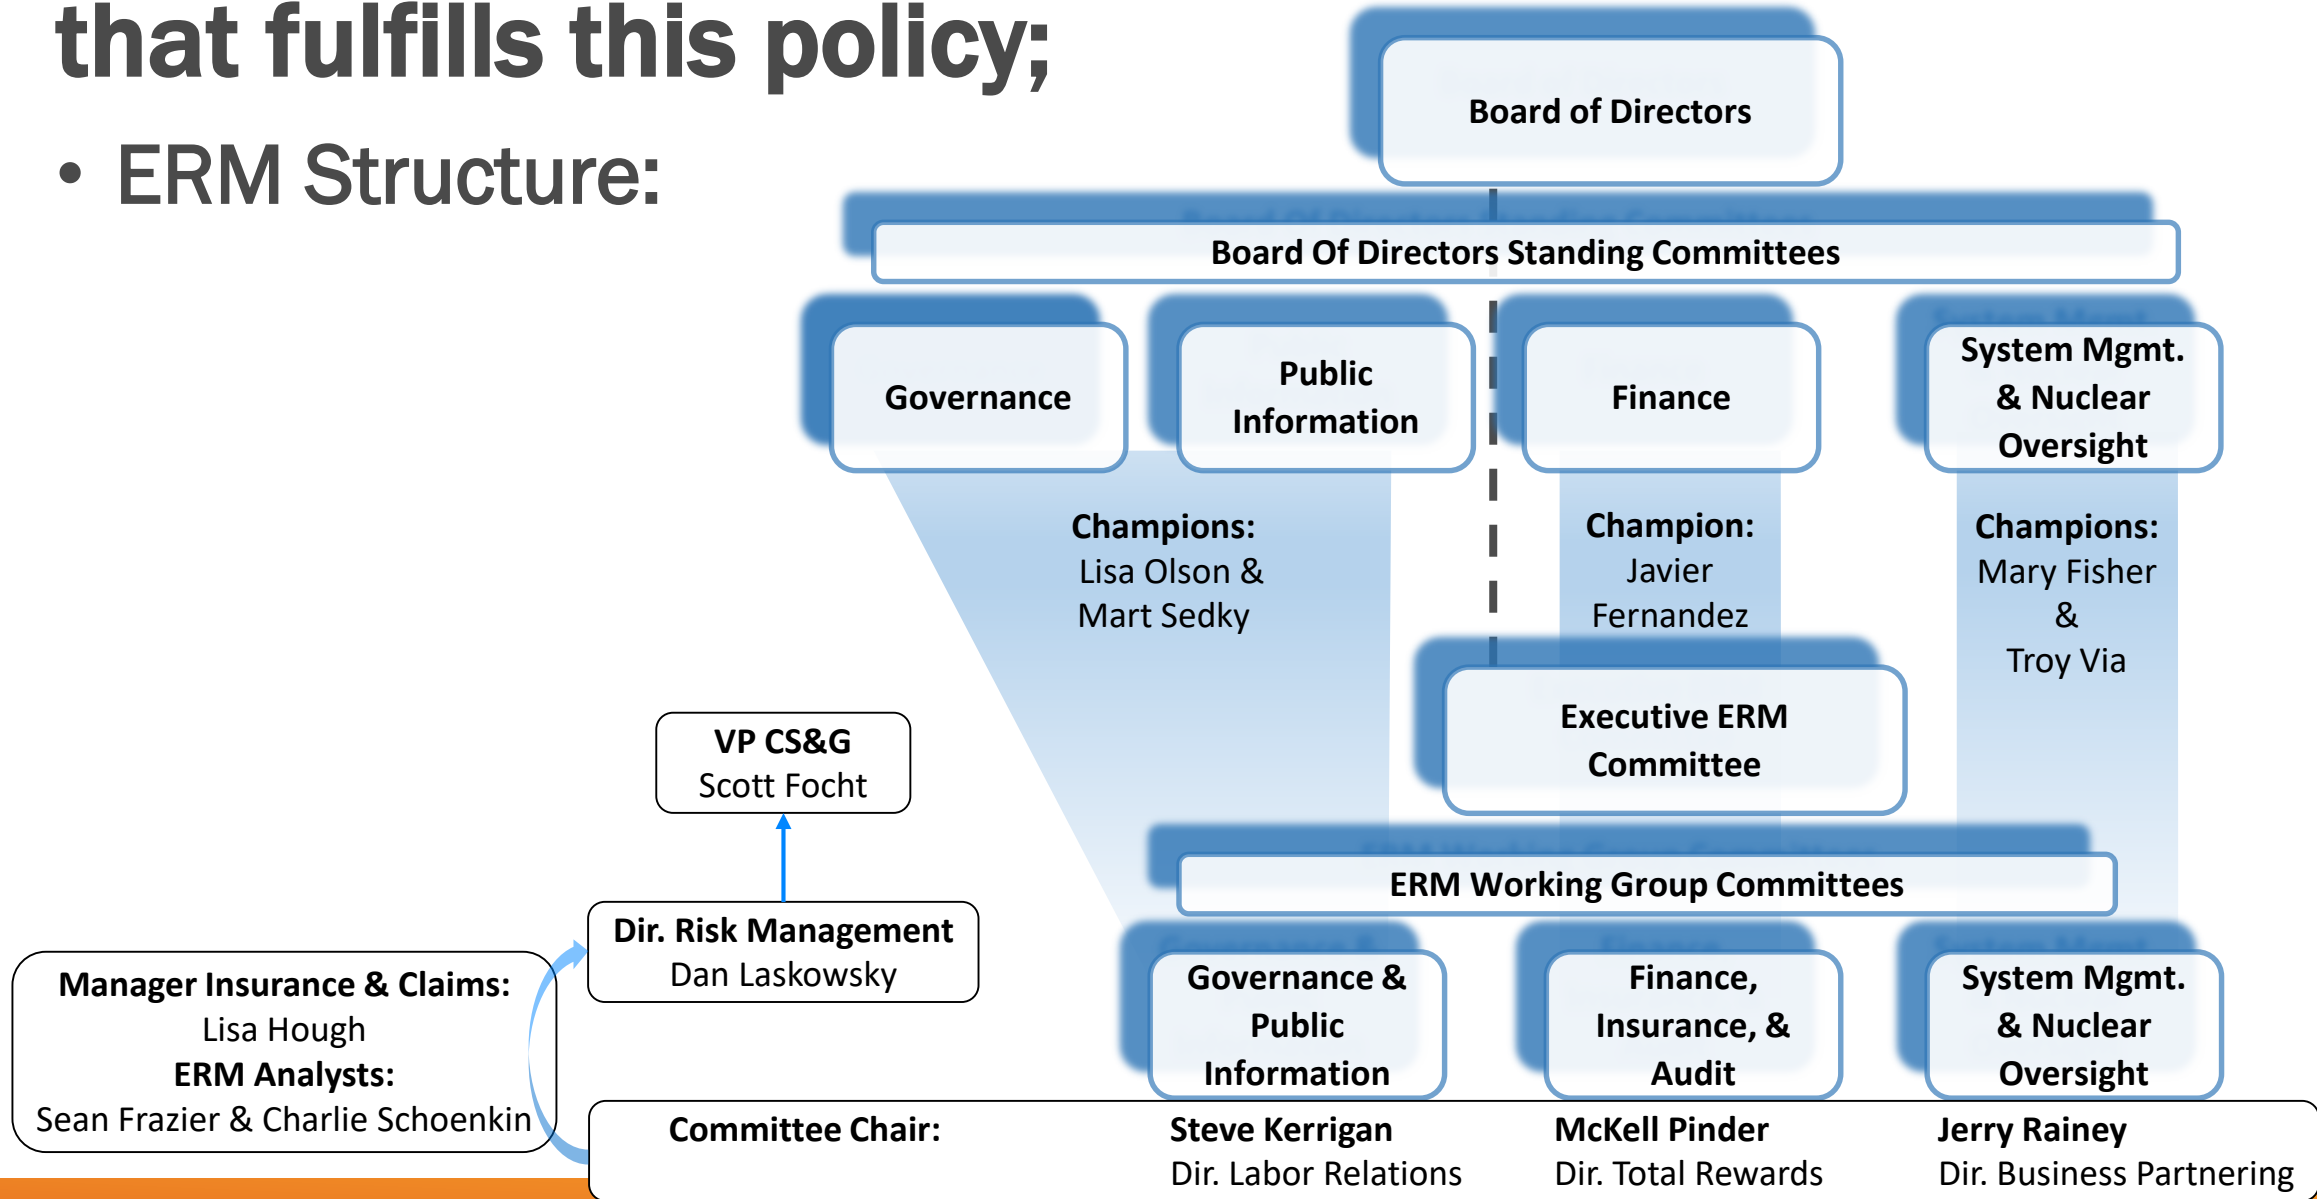 that fulfills this policy;
• ERM Structure:
Board of Directors
Board Of Directors Standing Committees
Governance
Public
Information
Finance
System Mgmt.
& Nuclear
Oversight
Champions:
Lisa Olson &
Mart Sedky
Champion:
Javier
Fernandez
Champions:
Mary Fisher
&
Troy Via
Executive ERM
Committee
VP CS&G
Scott Focht
ERM Working Group Committees
Dir. Risk Management
Dan Laskowsky
Manager Insurance & Claims:
Lisa Hough
ERM Analysts:
Sean Frazier & Charlie Schoenkin
Governance &
Public
Information
Finance,
Insurance, &
Audit
System Mgmt.
& Nuclear
Oversight
Committee Chair:
Steve Kerrigan
Dir. Labor Relations
McKell Pinder
Dir. Total Rewards
Jerry Rainey
Dir. Business Partnering